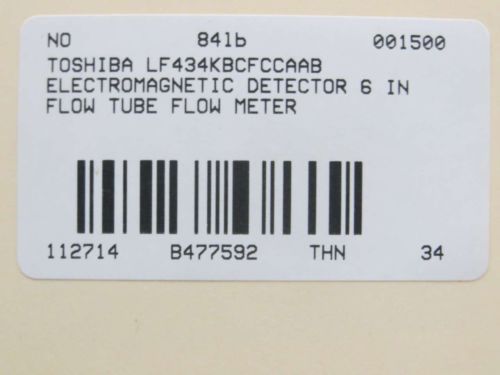 NO 841b 001500
TOSHIBA LF434KBCFCCAAB
ELECTROMAGNETIC DETECTOR 6 IN
FLOW TUBE FLOW METER
112714 B477592 THN 34